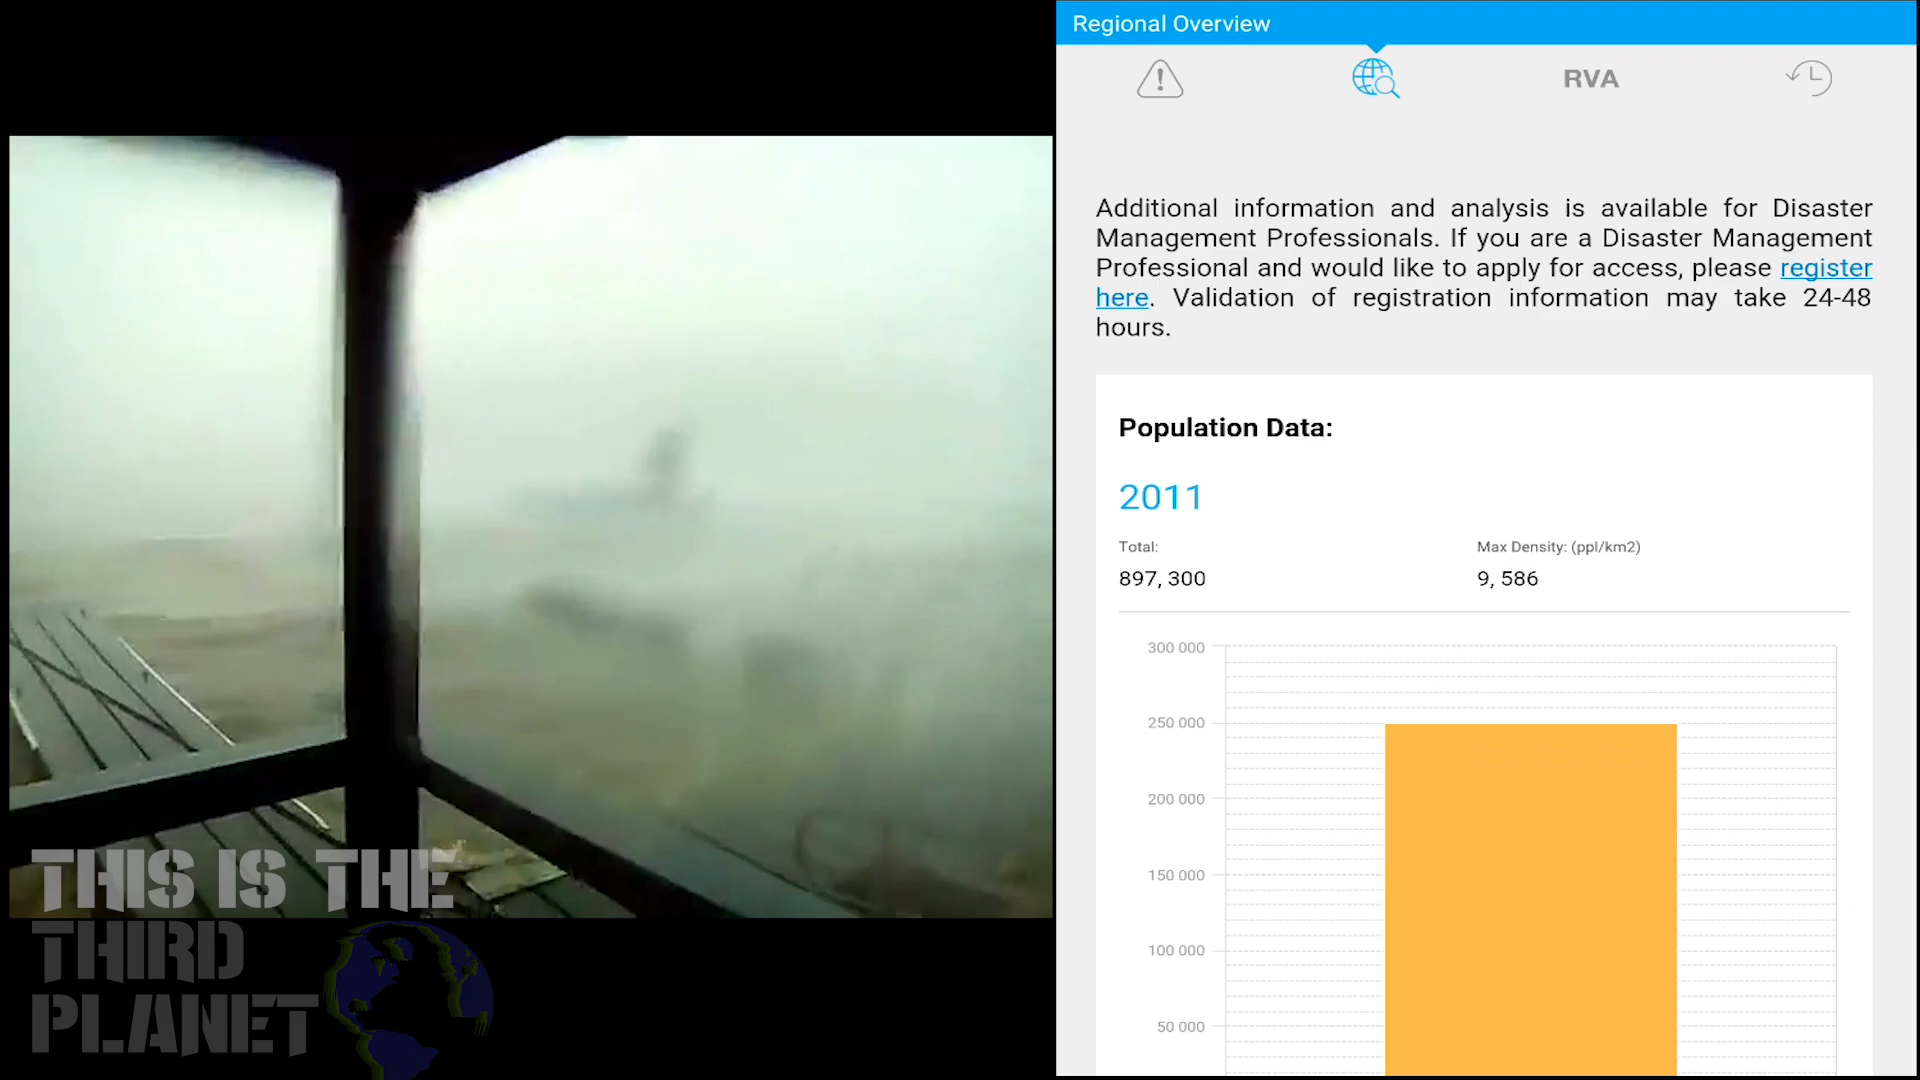 Regional Overview
RVA
Additional information and analysis is available for Disaster
Management Professionals. If you are a Disaster Management
Professional and would like to apply for access, please register
here. Validation of registration information may take 24-48
hours.
Population Data:
2011
Total:
Max Density: (ppl/km2)
897, 300
9, 586
300 000
250 000
200 000
150 000
100 000
50 000
THIS IS THE
THIRD
PLANET